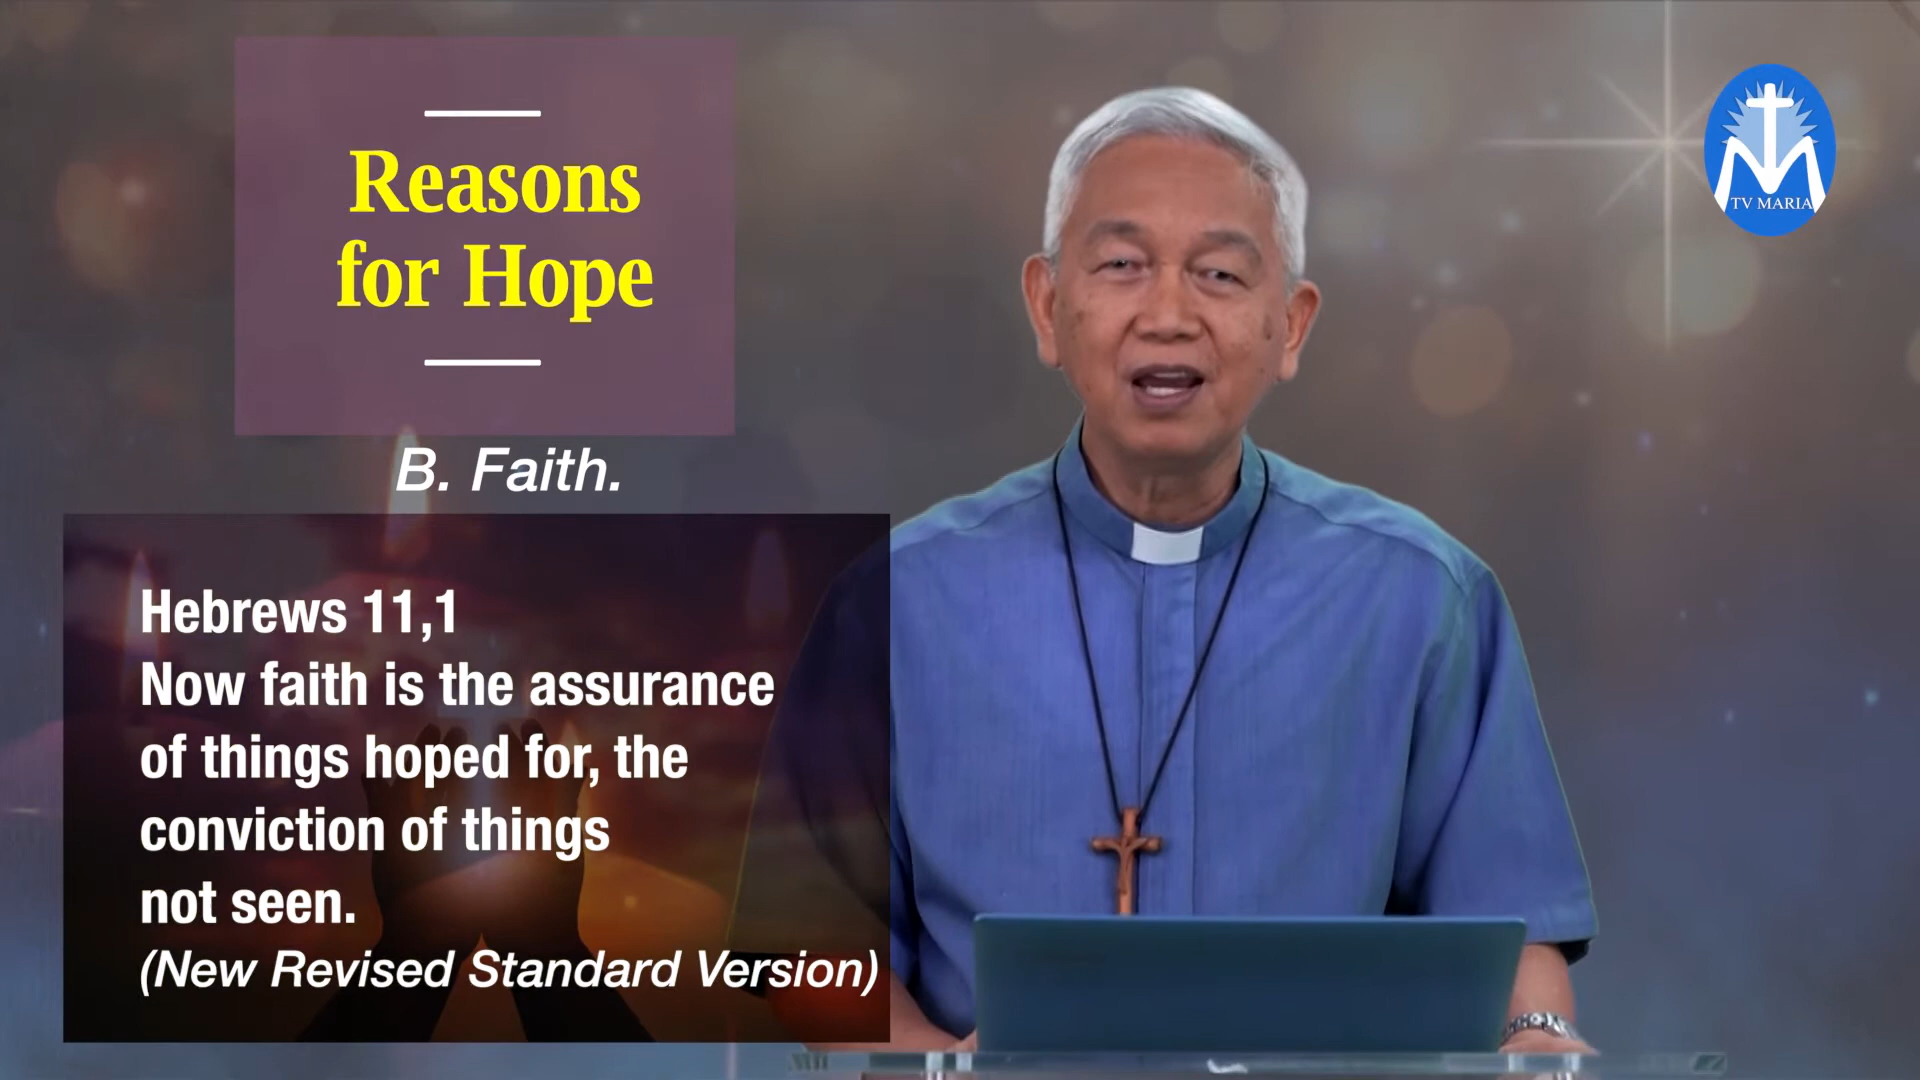 Reasons
for Hope
B. Faith.
Hebrews 11,1
Now faith is the assurance
of things hoped for, the
conviction of things
not seen.
(New Revised Standard Version)
TV MARIA